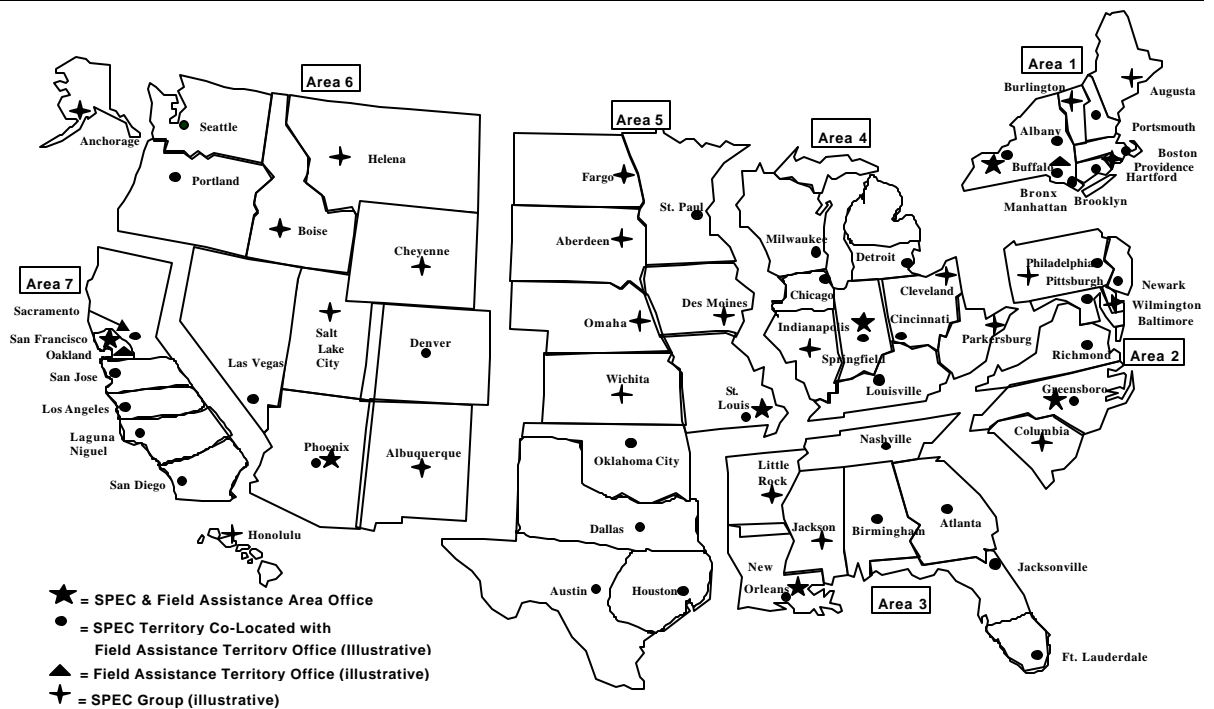 Area 6
Area 1
Burlington
Augusta
Area 5
Area 4
Anchorage
Seattle
Helena
Portland
Boise
Cheyenne
Fargo
St. Paul
Aberdeen
Milwaukee
Detroit
Albany
Portsmouth
Buffalo
Boston
Providence
Hartford
Bronx
Manhattan
Brooklyn
Area 7
Sacramento
San Francisco
Oakland
San Jose
Los Angeles
Laguna
Niguel
San Diego
Las Vegas
Salt
Lake
City
Denver
Omaha
Des Moines
Chicago
Cleveland
Indianapolis
Cincinnati
Springfield
Parkersburg
Louisville
Philadelphia
Pittsburgh
Newark
Wilmington
Baltimore
Richmond
Area 2
Greensboro
Columbia
Wichita
St.
Louis
Phoenix
Albuquerque
Oklahoma City
Nashville
Little
Rock
Dallas
Jackson
Birmingham
Atlanta
Honolulu
Austin
Houston
New
Orleans
Area 3
Jacksonville
Ft. Lauderdale
= SPEC & Field Assistance Area Office
= SPEC Territory Co-Located with
Field Assistance Territory Office (Illustrative)
= Field Assistance Territory Office (illustrative)
= SPEC Group (illustrative)